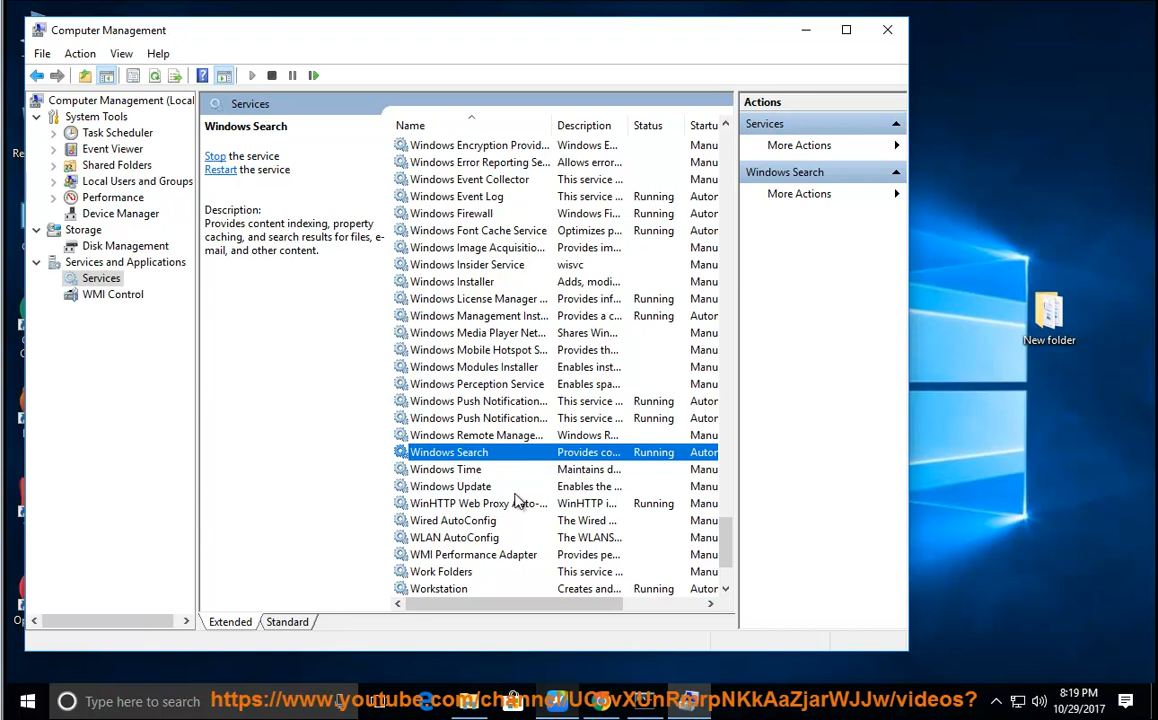 Computer Management
File Action View Help
Computer Management (Local
System Tools
Task Scheduler
Event Viewer
Shared Folders
Local Users and Groups
Performance
Device Manager
Storage
Disk Management
Services and Applications
Services
WMI Control
Services
Windows Search
Stop the service
Restart the service
Description:
Provides content indexing, property
caching, and search results for files, e-
mail, and other content.
Name Description Status Startu
Windows Encryption Provid... Windows E... Manu
Windows Error Reporting Se... Allows error... Manu
Windows Event Collector This service ... Manu
Windows Event Log This service ... Running Autor
Windows Firewall Windows Fi... Running Autor
Windows Font Cache Service Optimizes p... Running Autor
Windows Image Acquisitio... Provides im... Manu
Windows Insider Service wisvc Manu
Windows Installer Adds, modi... Manu
Windows License Manager ... Provides inf... Running Manu
Windows Management Inst... Provides a c... Running Autor
Windows Media Player Net... Shares Win... Manu
Windows Mobile Hotspot S... Provides th... Manu
Windows Modules Installer Enables inst... Manu
Windows Perception Service Enables spa... Manu
Windows Push Notification... This service ... Running Autor
Windows Push Notification... This service ... Running Autor
Windows Remote Manage... Windows R... Manu
Windows Search Provides co... Running Autor
Windows Time Maintains d... Manu
Windows Update Enables the ... Manu
WinHTTP Web Proxy Auto-... WinHTTP i... Running Manu
Wired AutoConfig The Wired ... Manu
WLAN AutoConfig The WLANS... Manu
WMI Performance Adapter Provides pe... Manu
Work Folders This service ... Manu
Workstation Creates and... Running Autor
Extended Standard
Actions
Services
More Actions
Windows Search
More Actions
New folder
Type here to search
8:19 PM
10/29/2017